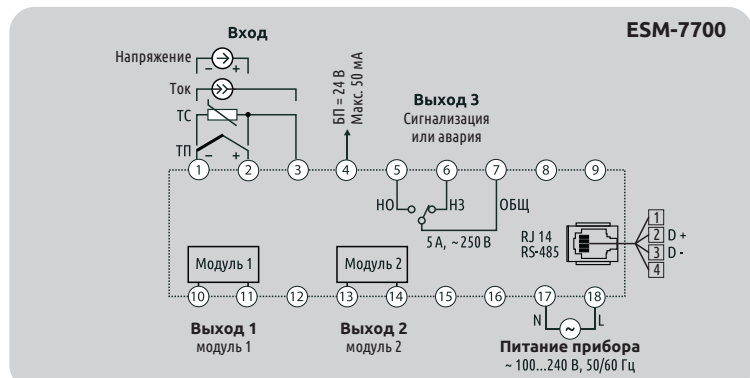 ESM-7700
Вход
Напряжение
– +
Ток
ТС
ТП
– +
БП = 24 В
Макс. 50 мА
Выход 3
Сигнализация
или авария
1 2 3 4 5 6 7 8 9
НО НЗ ОБЩ
5 А, ~250 В
RJ 14
RS-485
1
2 D +
3 D -
4
Модуль 1
Модуль 2
10 11 12 13 14 15 16 17 18
N ~ L
Выход 1
модуль 1
Выход 2
модуль 2
Питание прибора
~ 100...240 В, 50/60 Гц